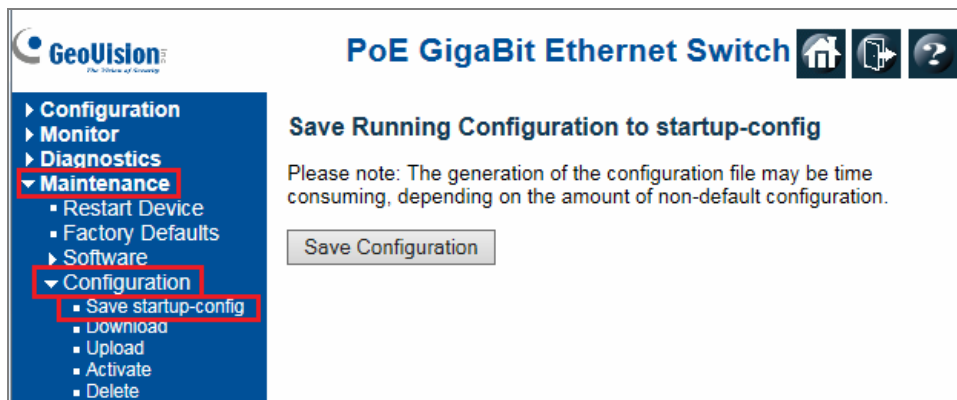 GeoVision
The Vision of Security
PoE GigaBit Ethernet Switch
?
Configuration
Monitor
Diagnostics
Maintenance
Restart Device
Factory Defaults
Software
Configuration
Save startup-config
Download
Upload
Activate
Delete
Save Running Configuration to startup-config
Please note: The generation of the configuration file may be time
consuming, depending on the amount of non-default configuration.
Save Configuration